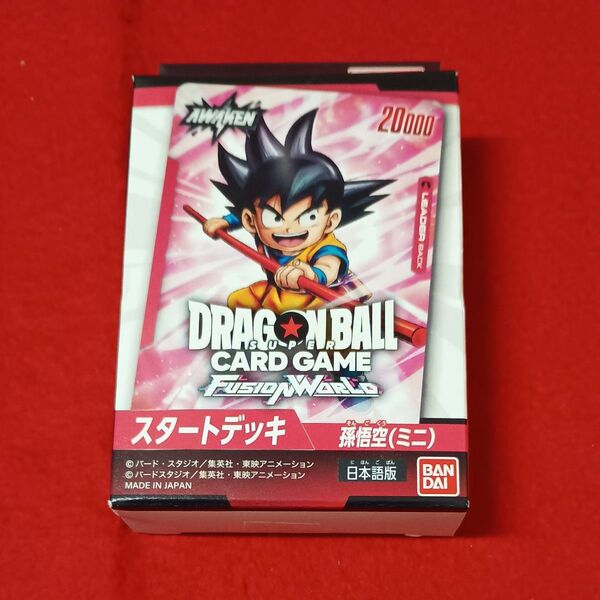 AWAKEN
20000
LEADER BACK
DRAGON BALL
SUPER
CARD GAME
FUSION WORLD
スタートデッキ
そんごくう
孫悟空(ミニ)
©バード・スタジオ／集英社・東映アニメーション
©バードスタジオ／集英社・東映アニメーション
MADE IN JAPAN
にほんごばん
日本語版
BAN
DAI